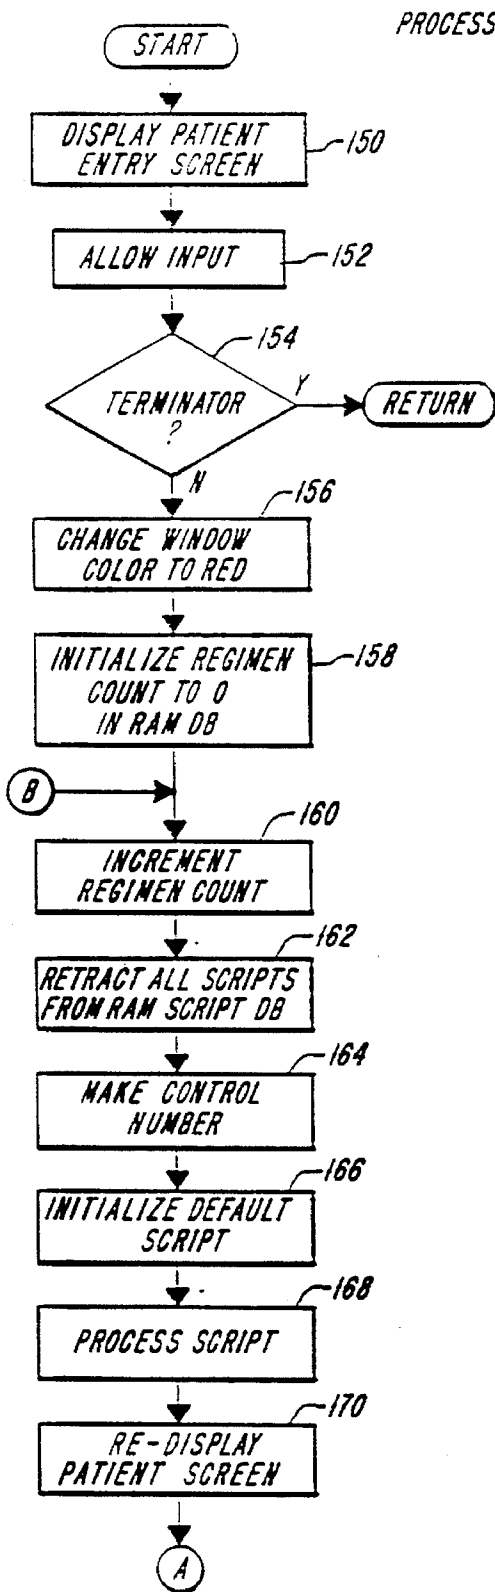 PROCESS
START
DISPLAY PATIENT
ENTRY SCREEN
150
ALLOW INPUT
152
154
TERMINATOR
?
Y
RETURN
N
156
CHANGE WINDOW
COLOR TO RED
INITIALIZE REGIMEN
COUNT TO 0
IN RAM DB
158
B
160
INCREMENT
REGIMEN COUNT
162
RETRACT ALL SCRIPTS
FROM RAM SCRIPT DB
164
MAKE CONTROL
NUMBER
166
INITIALIZE DEFAULT
SCRIPT
168
PROCESS SCRIPT
170
RE-DISPLAY
PATIENT SCREEN
A